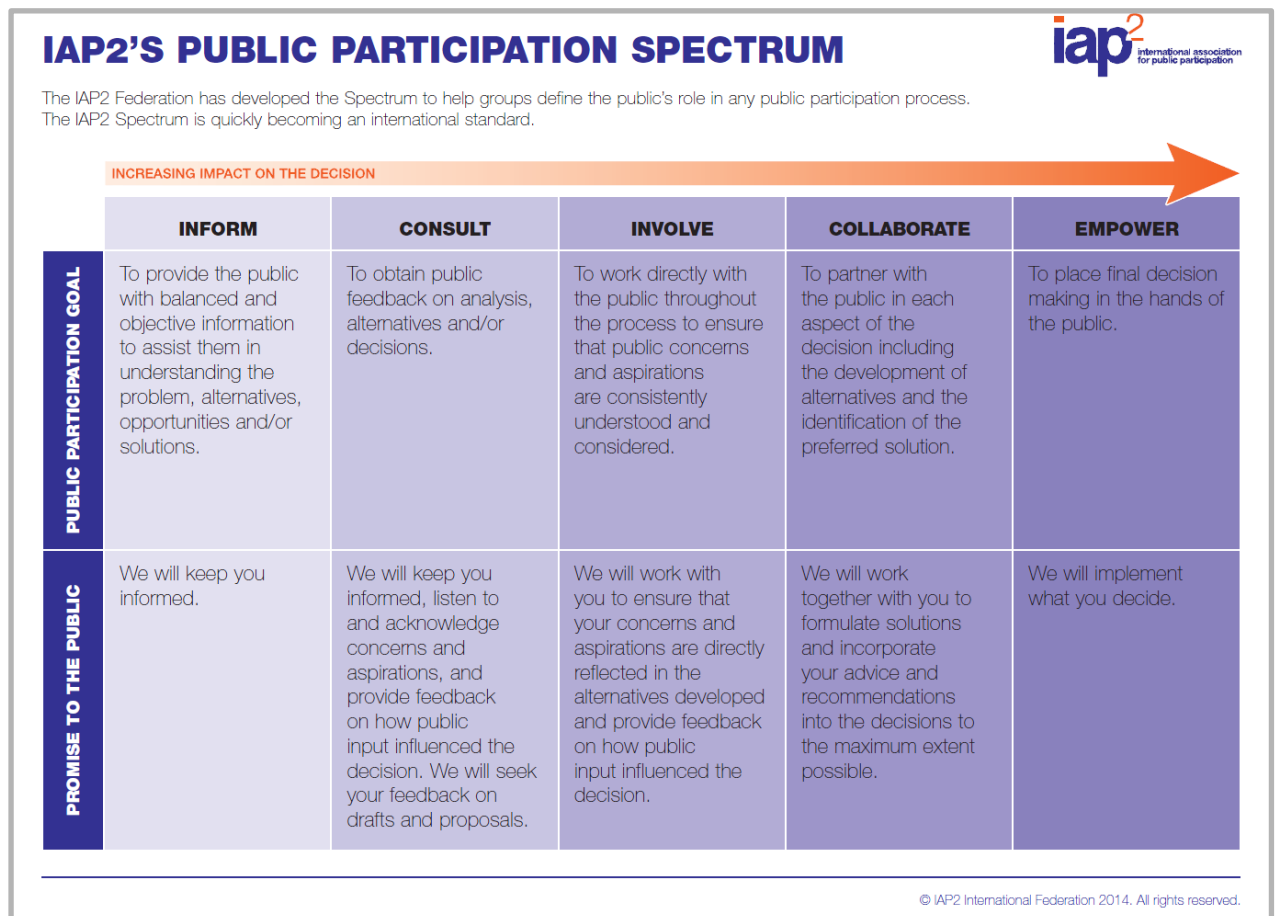 IAP2'S PUBLIC PARTICIPATION SPECTRUM
iap2
international association
for public participation
The IAP2 Federation has developed the Spectrum to help groups define the public's role in any public participation process.
The IAP2 Spectrum is quickly becoming an international standard.
INCREASING IMPACT ON THE DECISION
INFORM
CONSULT
INVOLVE
COLLABORATE
EMPOWER
PUBLIC PARTICIPATION GOAL
To provide the public
with balanced and
objective information
to assist them in
understanding the
problem, alternatives,
opportunities and/or
solutions.
To obtain public
feedback on analysis,
alternatives and/or
decisions.
To work directly with
the public throughout
the process to ensure
that public concerns
and aspirations
are consistently
understood and
considered.
To partner with
the public in each
aspect of the
decision including
the development of
alternatives and the
identification of the
preferred solution.
To place final decision
making in the hands of
the public.
PROMISE TO THE PUBLIC
We will keep you
informed.
We will keep you
informed, listen to
and acknowledge
concerns and
aspirations, and
provide feedback
on how public
input influenced the
decision. We will seek
your feedback on
drafts and proposals.
We will work with
you to ensure that
your concerns and
aspirations are directly
reflected in the
alternatives developed
and provide feedback
on how public
input influenced the
decision.
We will work
together with you to
formulate solutions
and incorporate
your advice and
recommendations
into the decisions to
the maximum extent
possible.
We will implement
what you decide.
© IAP2 International Federation 2014. All rights reserved.